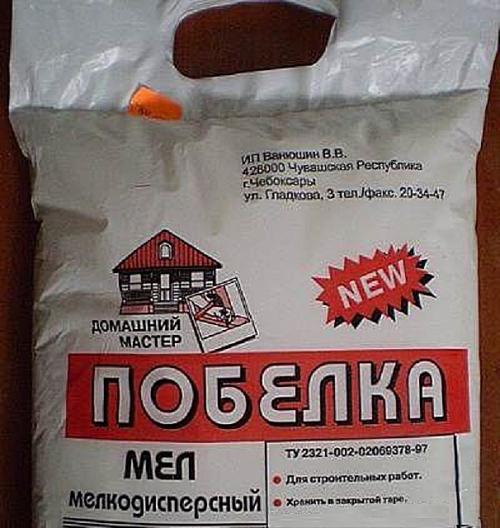 ИП Ванюшин В.В.
428000 Чувашская Республика
г.Чебоксары
ул. Гладкова, 3 тел./факс. 20-34-47
NEW
ДОМАШНИЙ
МАСТЕР
ПОБЕЛКА
МЕЛ
мелкодисперсный
ТУ 2321-002-02069378-97
• Для строительных работ.
• Хранить в закрытой таре.